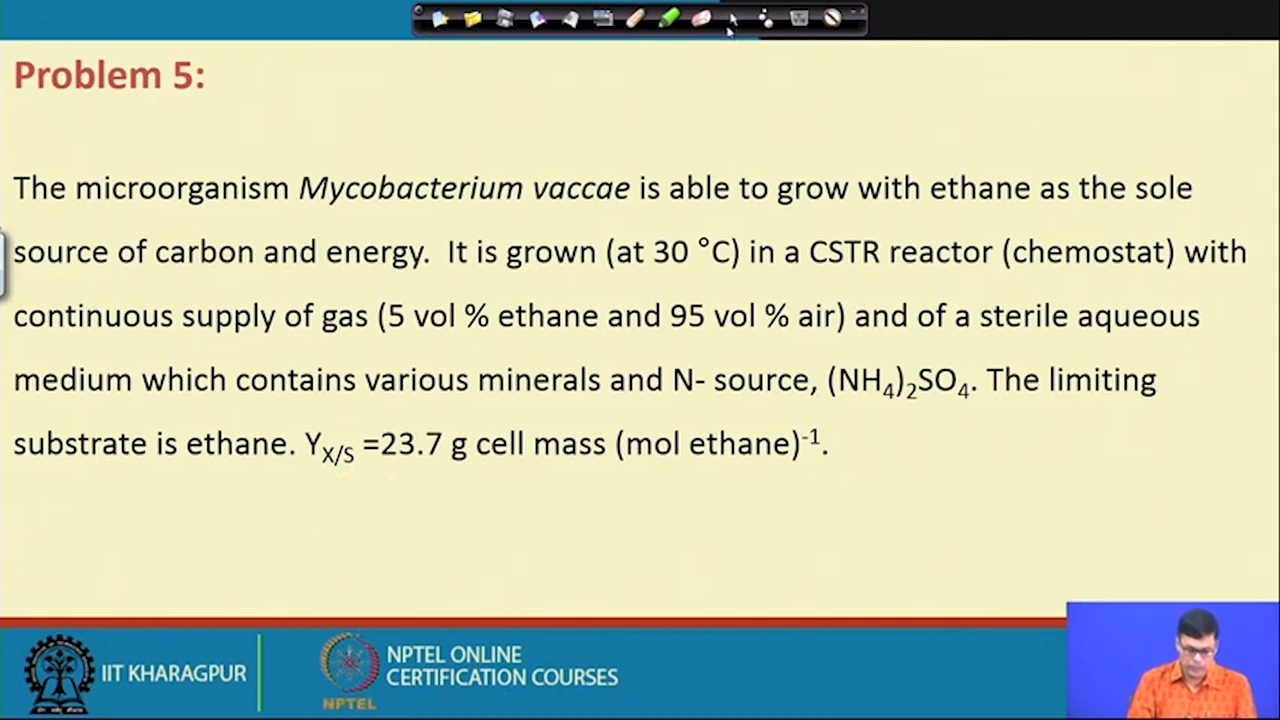 Problem 5:
The microorganism Mycobacterium vaccae is able to grow with ethane as the sole
source of carbon and energy. It is grown (at 30 °C) in a CSTR reactor (chemostat) with
continuous supply of gas (5 vol % ethane and 95 vol % air) and of a sterile aqueous
medium which contains various minerals and N- source, (NH₄)₂SO₄. The limiting
substrate is ethane. Y_X/S =23.7 g cell mass (mol ethane)⁻¹.
IIT KHARAGPUR
NPTEL
NPTEL ONLINE
CERTIFICATION COURSES